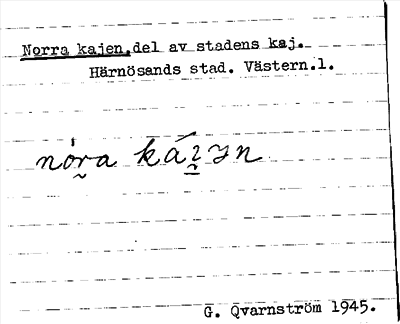 Norra kajen, del av stadens kaj.
Härnösands stad. Västern.l.
G. Qvarnström 1945.